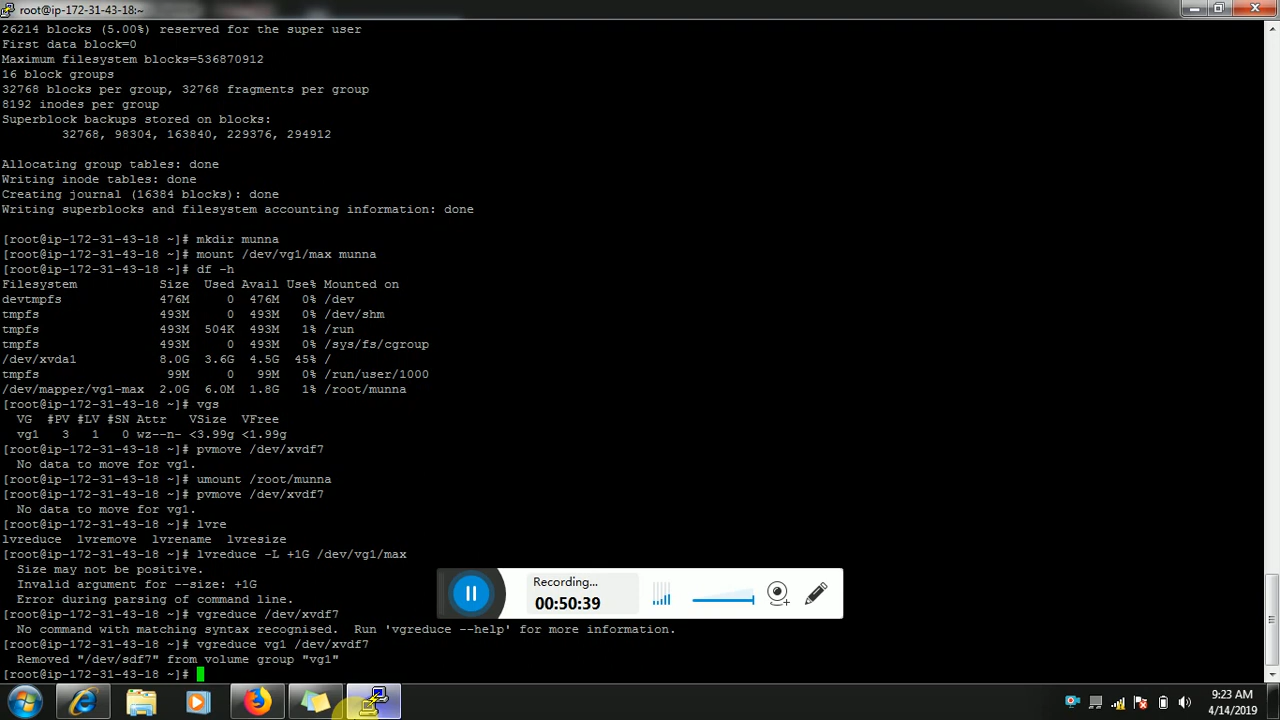 root@ip-172-31-43-18:~
26214 blocks (5.00%) reserved for the super user
First data block=0
Maximum filesystem blocks=536870912
16 block groups
32768 blocks per group, 32768 fragments per group
8192 inodes per group
Superblock backups stored on blocks:
        32768, 98304, 163840, 229376, 294912
Allocating group tables: done
Writing inode tables: done
Creating journal (16384 blocks): done
Writing superblocks and filesystem accounting information: done
[root@ip-172-31-43-18 ~]# mkdir munna
[root@ip-172-31-43-18 ~]# mount /dev/vg1/max munna
[root@ip-172-31-43-18 ~]# df -h
Filesystem           Size  Used Avail Use% Mounted on
devtmpfs             476M     0  476M   0% /dev
tmpfs                493M     0  493M   0% /dev/shm
tmpfs                493M  504K  493M   1% /run
tmpfs                493M     0  493M   0% /sys/fs/cgroup
/dev/xvda1           8.0G  3.6G  4.5G  45% /
tmpfs                 99M     0   99M   0% /run/user/1000
/dev/mapper/vg1-max  2.0G  6.0M  1.8G   1% /root/munna
[root@ip-172-31-43-18 ~]# vgs
  VG  #PV #LV #SN Attr   VSize  VFree
  vg1   3   1   0 wz--n- <3.99g <1.99g
[root@ip-172-31-43-18 ~]# pvmove /dev/xvdf7
  No data to move for vg1.
[root@ip-172-31-43-18 ~]# umount /root/munna
[root@ip-172-31-43-18 ~]# pvmove /dev/xvdf7
  No data to move for vg1.
[root@ip-172-31-43-18 ~]# lvre
lvreduce  lvremove  lvrename  lvresize
[root@ip-172-31-43-18 ~]# lvreduce -L +1G /dev/vg1/max
  Size may not be positive.
  Invalid argument for --size: +1G
  Error during parsing of command line.
[root@ip-172-31-43-18 ~]# vgreduce /dev/xvdf7
  No command with matching syntax recognised.  Run 'vgreduce --help' for more information.
[root@ip-172-31-43-18 ~]# vgreduce vg1 /dev/xvdf7
  Removed "/dev/sdf7" from volume group "vg1"
[root@ip-172-31-43-18 ~]#
Recording...
00:50:39
9:23 AM
4/14/2019